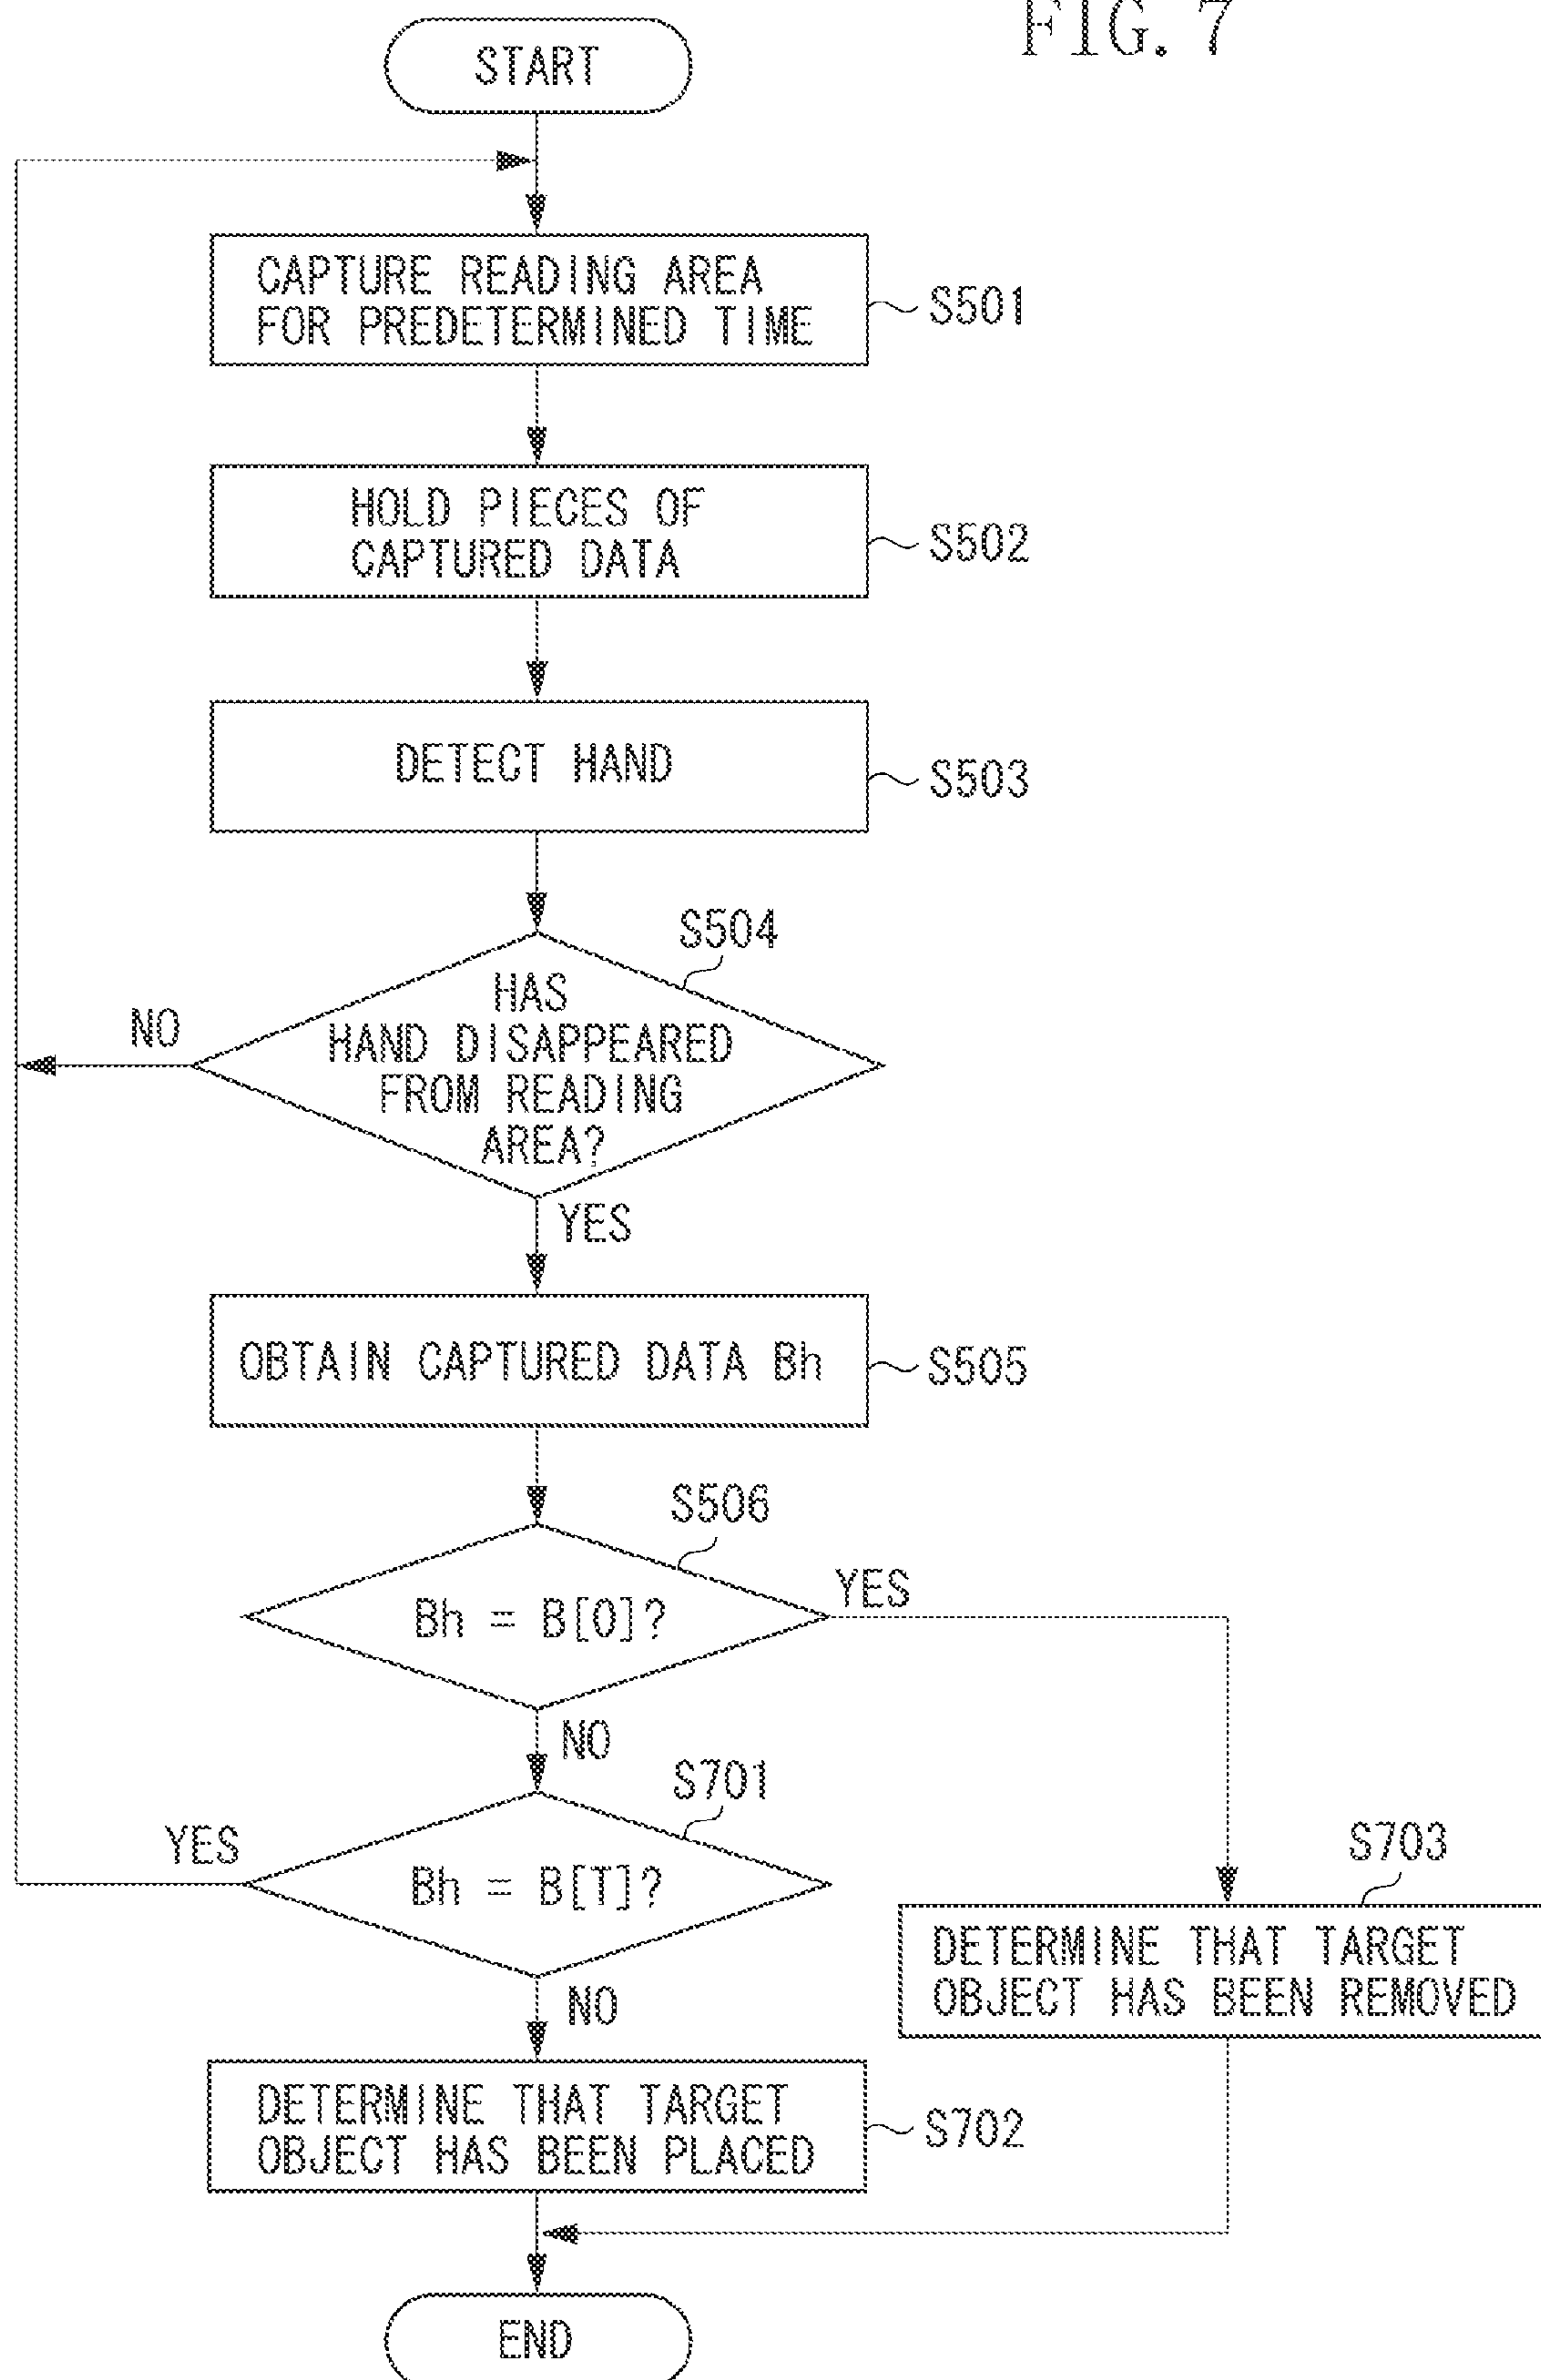 FIG. 7
START
CAPTURE READING AREA
FOR PREDETERMINED TIME
S501
HOLD PIECES OF
CAPTURED DATA
S502
DETECT HAND
S503
S504
HAS
HAND DISAPPEARED
FROM READING
AREA?
NO
YES
OBTAIN CAPTURED DATA Bh
S505
S506
Bh = B[0]?
YES
NO
S701
Bh = B[T]?
YES
NO
S703
DETERMINE THAT TARGET
OBJECT HAS BEEN REMOVED
DETERMINE THAT TARGET
OBJECT HAS BEEN PLACED
S702
END